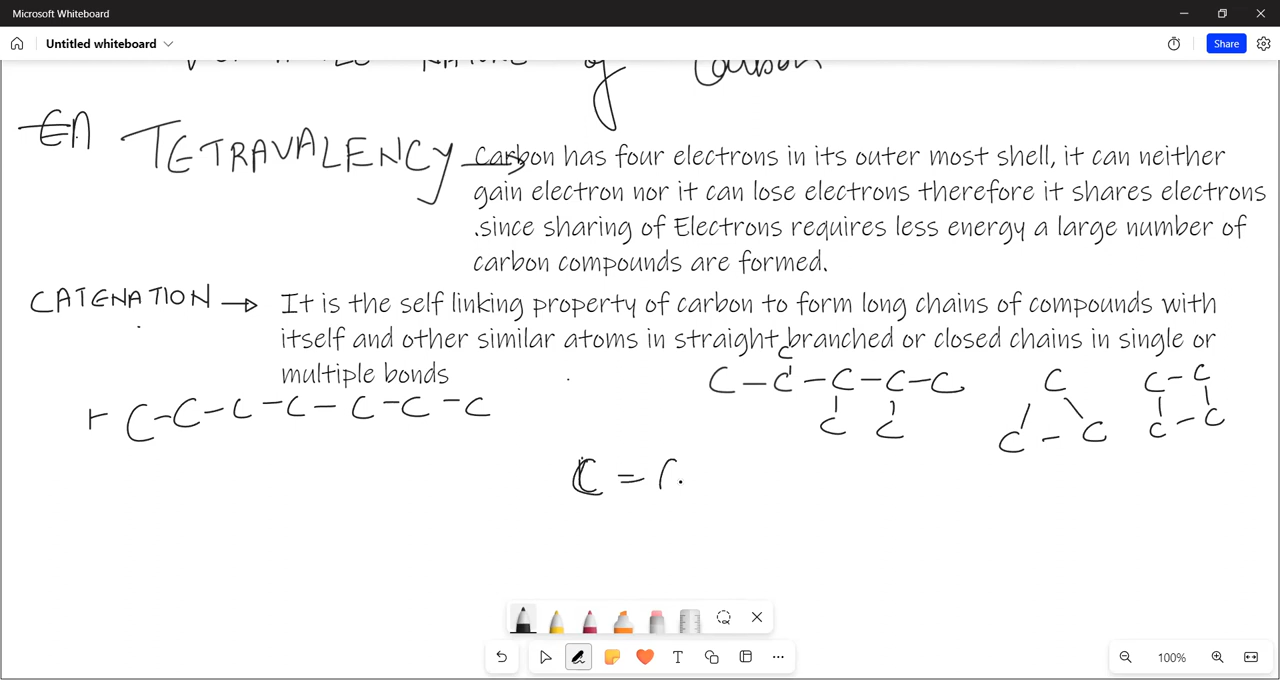 Microsoft Whiteboard
Untitled whiteboard
Share
of Carbon
TETRAVALENCY → Carbon has four electrons in its outer most shell, it can neither
gain electron nor it can lose electrons therefore it shares electrons
.since sharing of Electrons requires less energy a large number of
carbon compounds are formed.
CATENATION → It is the self linking property of carbon to form long chains of compounds with
itself and other similar atoms in straight branched or closed chains in single or
multiple bonds
C
C-C-C-C-C
C C
C
C-C
C-C
C-C
C-C-C-C-C-C-C
C =
T
100%